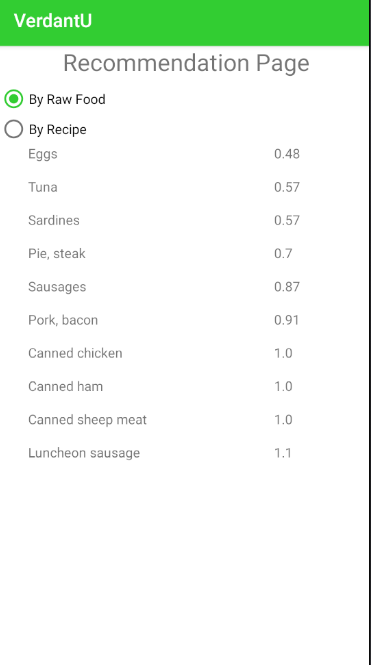 VerdantU
Recommendation Page
By Raw Food
By Recipe
Eggs 0.48
Tuna 0.57
Sardines 0.57
Pie, steak 0.7
Sausages 0.87
Pork, bacon 0.91
Canned chicken 1.0
Canned ham 1.0
Canned sheep meat 1.0
Luncheon sausage 1.1